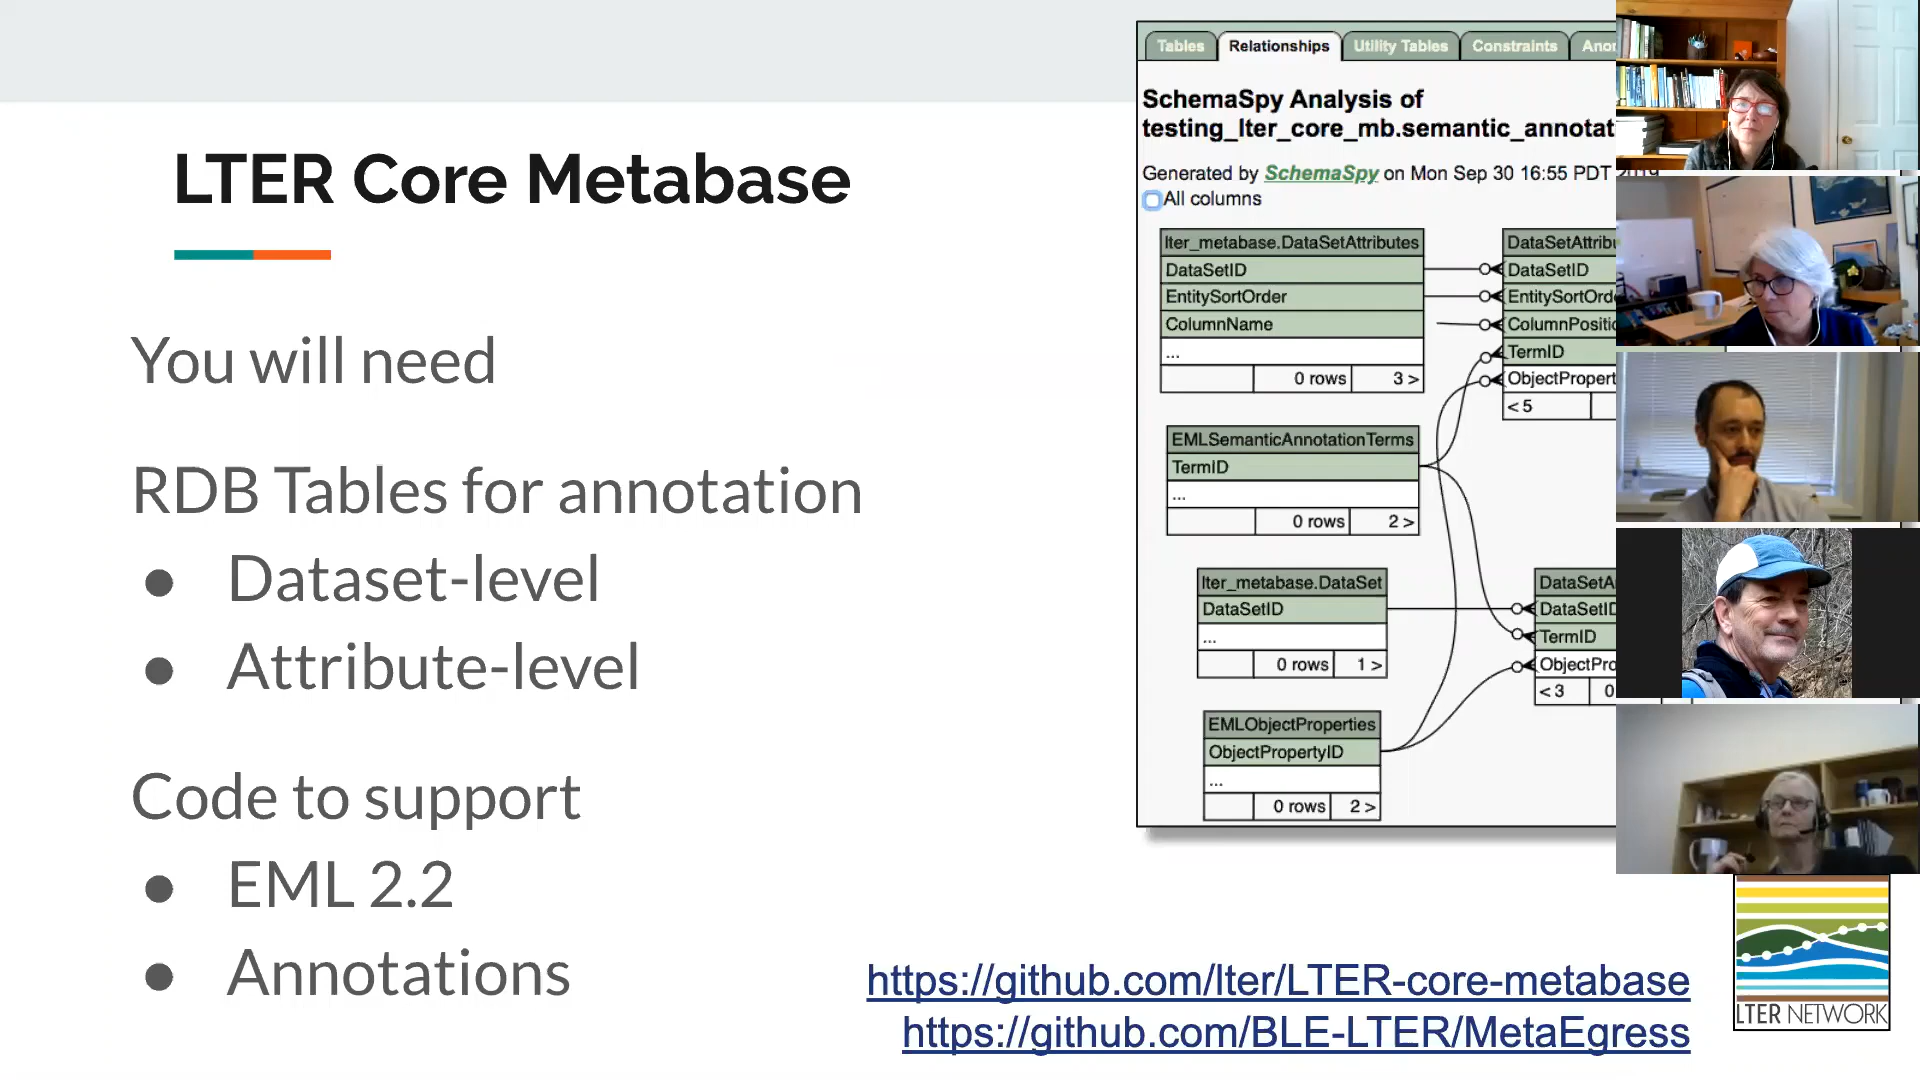 LTER Core Metabase
You will need
RDB Tables for annotation
● Dataset-level
● Attribute-level
Code to support
● EML 2.2
● Annotations
https://github.com/lter/LTER-core-metabase
https://github.com/BLE-LTER/MetaEgress
Tables
Relationships
Utility Tables
Constraints
SchemaSpy Analysis of
testing_lter_core_mb.semantic_annotat
Generated by SchemaSpy on Mon Sep 30 16:55 PDT
All columns
lter_metabase.DataSetAttributes
DataSetID
EntitySortOrder
ColumnName
...
0 rows 3 >
EMLSemanticAnnotationTerms
TermID
...
0 rows 2 >
lter_metabase.DataSet
DataSetID
...
0 rows 1 >
EMLObjectProperties
ObjectPropertyID
...
0 rows 2 >
DataSetAttribu
DataSetID
EntitySortOrde
ColumnPositio
TermID
ObjectPropert
< 5
DataSetA
DataSetID
TermID
ObjectPro
< 3 0
LTER NETWORK